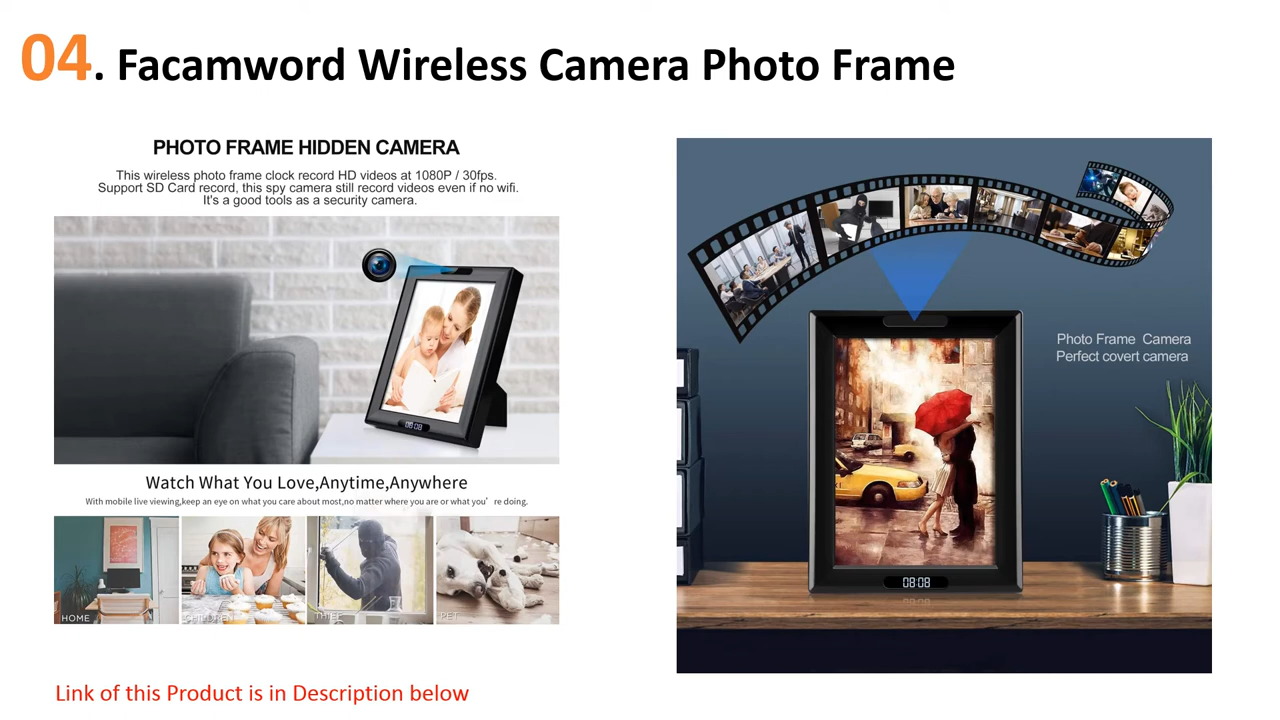 04. Facamword Wireless Camera Photo Frame
PHOTO FRAME HIDDEN CAMERA
This wireless photo frame clock record HD videos at 1080P / 30fps.
Support SD Card record, this spy camera still record videos even if no wifi.
It's a good tools as a security camera.
08:08
Watch What You Love,Anytime,Anywhere
With mobile live viewing,keep an eye on what you care about most,no matter where you are or what you' re doing.
HOME
CHILDREN
THIEF
PET
Photo Frame Camera
Perfect covert camera
08:08
Link of this Product is in Description below